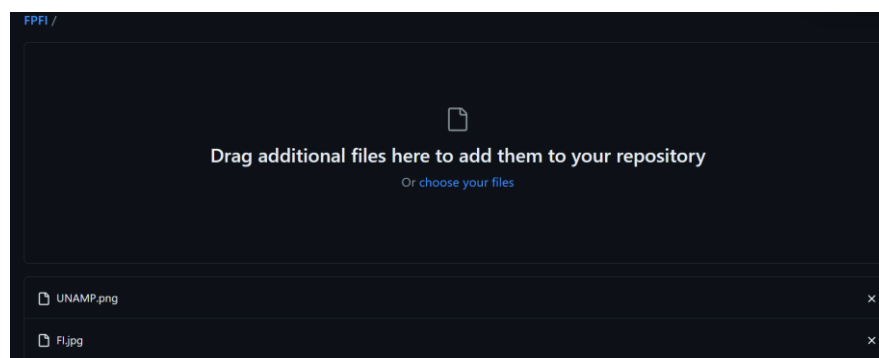 FPFI /
Drag additional files here to add them to your repository
Or choose your files
UNAMP.png
FI.jpg